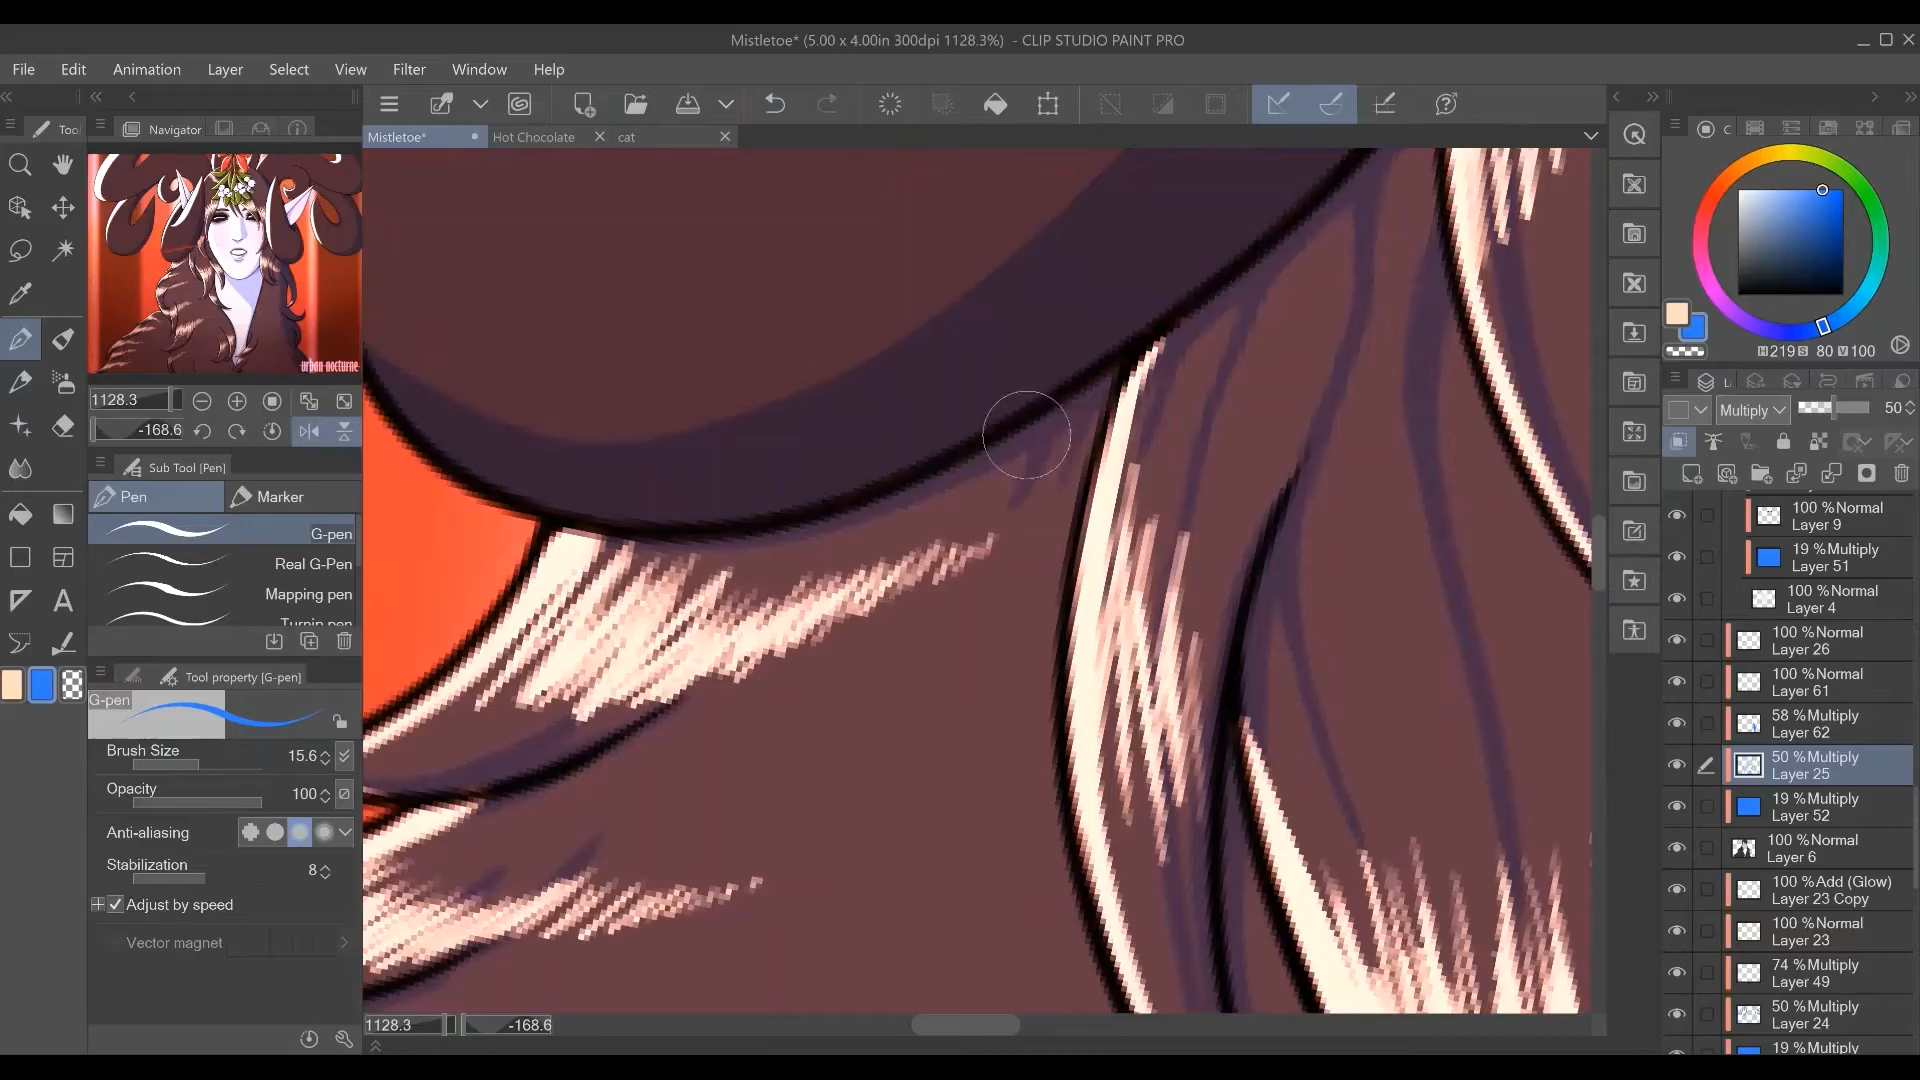 Mistletoe* (5.00 x 4.00in 300dpi 1128.3%) - CLIP STUDIO PAINT PRO
File Edit Animation Layer Select View Filter Window Help
Tool
Navigator
Mistletoe*
Hot Chocolate
cat
urban-nocturne
1128.3
-168.6
Sub Tool [Pen]
Pen
Marker
G-pen
Real G-Pen
Mapping pen
Turnip pen
Tool property [G-pen]
G-pen
Brush Size 15.6
Opacity 100
Anti-aliasing
Stabilization 8
Adjust by speed
Vector magnet
1128.3 -168.6
H 219 S 80 V 100
Multiply 50
100 %Normal
Layer 9
19 %Multiply
Layer 51
100 %Normal
Layer 4
100 %Normal
Layer 26
100 %Normal
Layer 61
58 %Multiply
Layer 62
50 %Multiply
Layer 25
19 %Multiply
Layer 52
100 %Normal
Layer 6
100 %Add (Glow)
Layer 23 Copy
100 %Normal
Layer 23
74 %Multiply
Layer 49
50 %Multiply
Layer 24
19 %Multiply